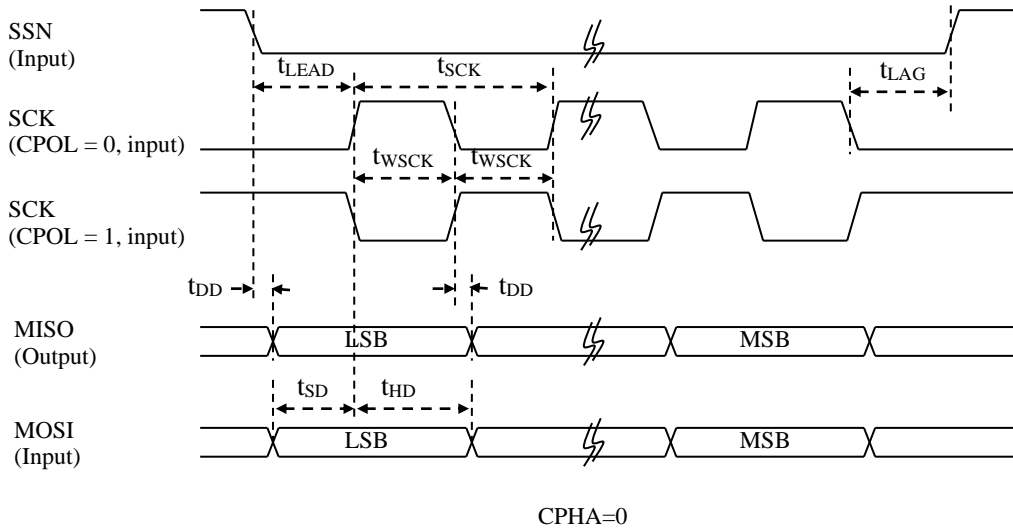 SSN
(Input)
tLEAD
tSCK
tLAG
SCK
(CPOL = 0, input)
tWSCK
tWSCK
SCK
(CPOL = 1, input)
tDD
tDD
MISO
(Output)
LSB
MSB
tSD
tHD
MOSI
(Input)
LSB
MSB
CPHA=0